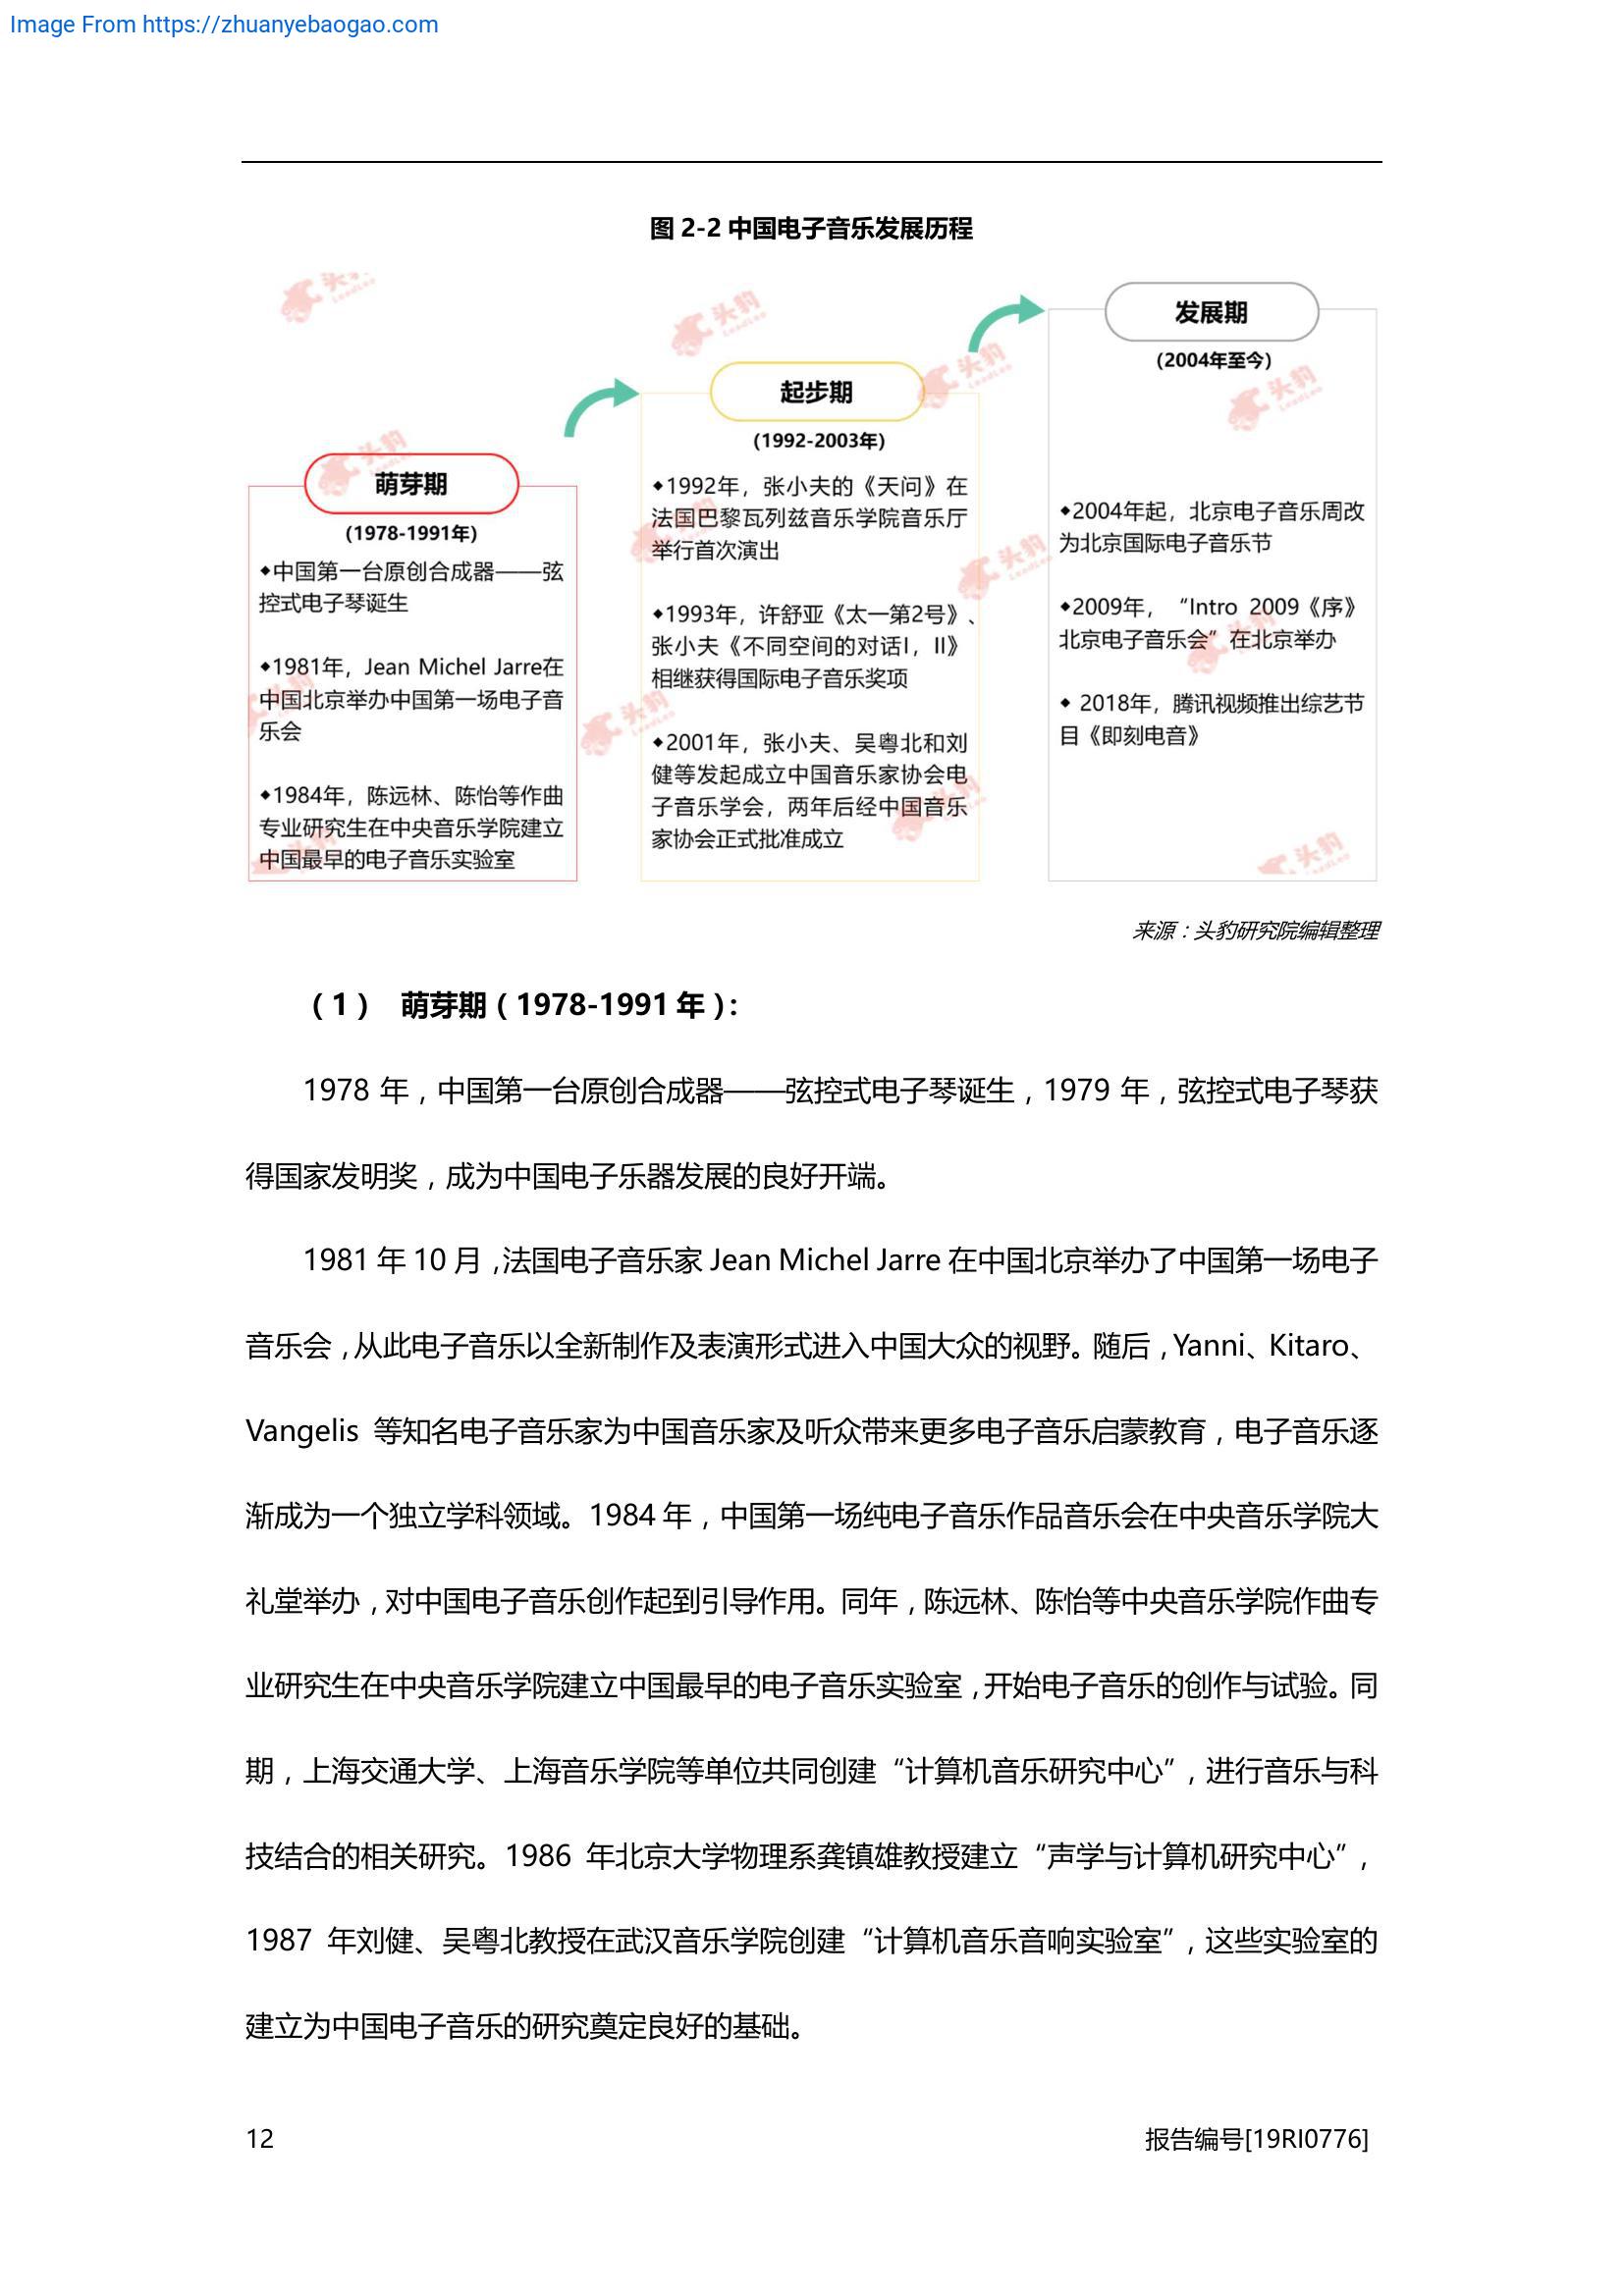 Image From https://zhuanyebaogao.com
图 2-2 中国电子音乐发展历程
萌芽期
(1978-1991年)
◆中国第一台原创合成器——弦
控式电子琴诞生
◆1981年，Jean Michel Jarre在
中国北京举办中国第一场电子音
乐会
◆1984年，陈远林、陈怡等作曲
专业研究生在中央音乐学院建立
中国最早的电子音乐实验室
起步期
(1992-2003年)
◆1992年，张小夫的《天问》在
法国巴黎瓦列兹音乐学院音乐厅
举行首次演出
◆1993年，许舒亚《太一第2号》、
张小夫《不同空间的对话I，II》
相继获得国际电子音乐奖项
◆2001年，张小夫、吴粤北和刘
健等发起成立中国音乐家协会电
子音乐学会，两年后经中国音乐
家协会正式批准成立
发展期
(2004年至今)
◆2004年起，北京电子音乐周改
为北京国际电子音乐节
◆2009年，“Intro 2009《序》
北京电子音乐会”在北京举办
◆ 2018年，腾讯视频推出综艺节
目《即刻电音》
头豹 LeadLeo
来源：头豹研究院编辑整理
（1） 萌芽期（1978-1991 年）：
1978 年，中国第一台原创合成器——弦控式电子琴诞生，1979 年，弦控式电子琴获
得国家发明奖，成为中国电子乐器发展的良好开端。
1981 年 10 月，法国电子音乐家 Jean Michel Jarre 在中国北京举办了中国第一场电子
音乐会，从此电子音乐以全新制作及表演形式进入中国大众的视野。随后，Yanni、Kitaro、
Vangelis 等知名电子音乐家为中国音乐家及听众带来更多电子音乐启蒙教育，电子音乐逐
渐成为一个独立学科领域。1984 年，中国第一场纯电子音乐作品音乐会在中央音乐学院大
礼堂举办，对中国电子音乐创作起到引导作用。同年，陈远林、陈怡等中央音乐学院作曲专
业研究生在中央音乐学院建立中国最早的电子音乐实验室，开始电子音乐的创作与试验。同
期，上海交通大学、上海音乐学院等单位共同创建“计算机音乐研究中心”，进行音乐与科
技结合的相关研究。1986 年北京大学物理系龚镇雄教授建立“声学与计算机研究中心”，
1987 年刘健、吴粤北教授在武汉音乐学院创建“计算机音乐音响实验室”，这些实验室的
建立为中国电子音乐的研究奠定良好的基础。
12
报告编号[19RI0776]